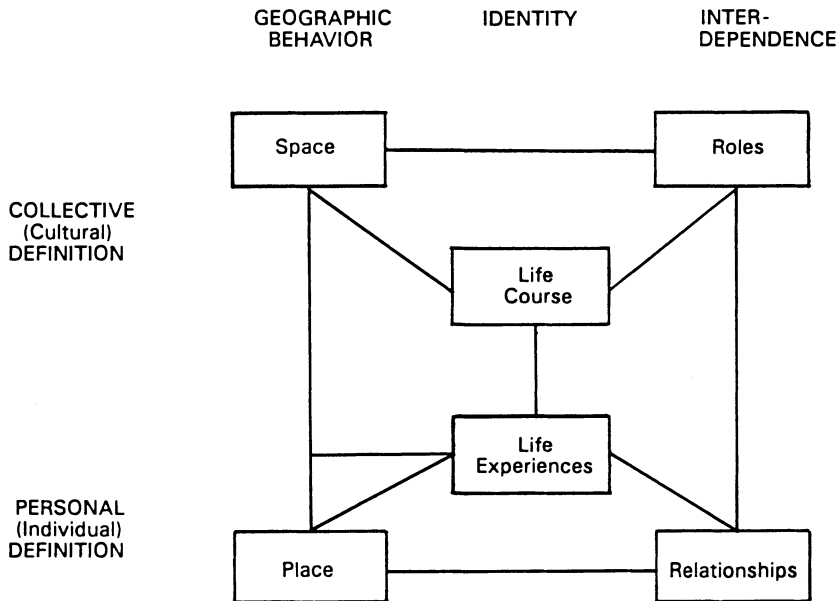 GEOGRAPHIC
BEHAVIOR
IDENTITY
INTER-
DEPENDENCE
Space
Roles
COLLECTIVE
(Cultural)
DEFINITION
Life
Course
Life
Experiences
PERSONAL
(Individual)
DEFINITION
Place
Relationships